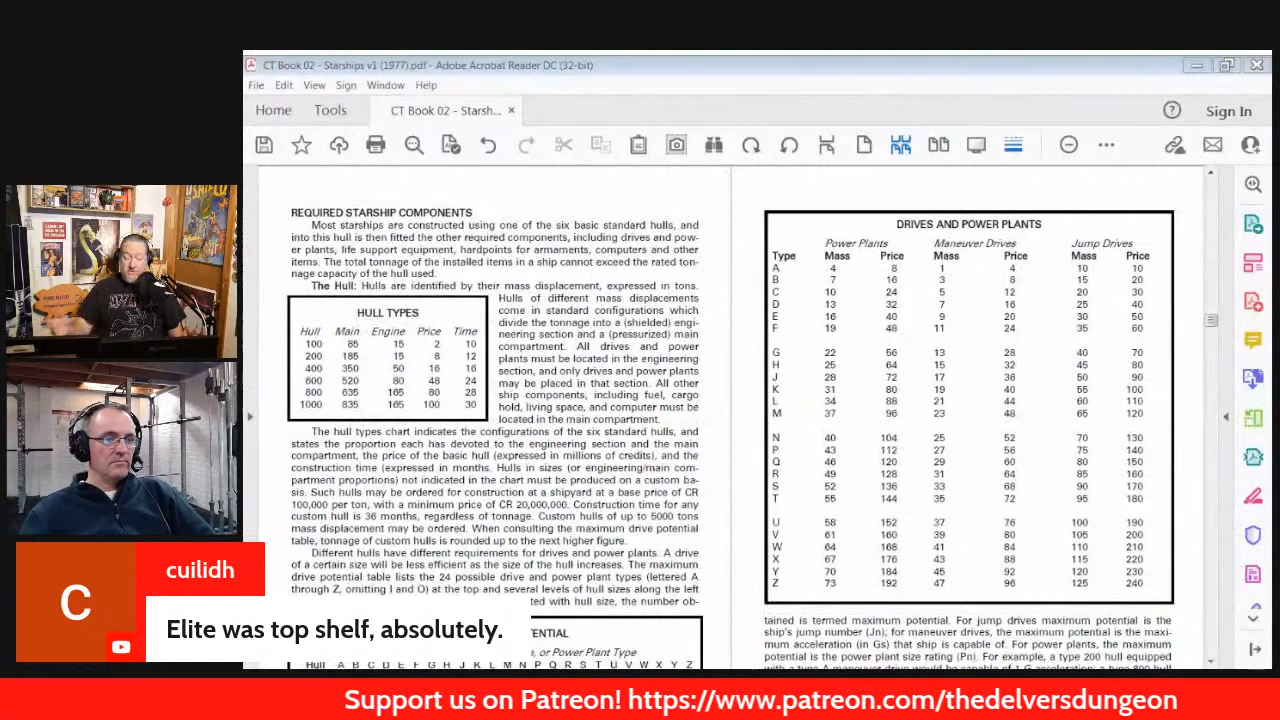 CT Book 02 - Starships v1 (1977).pdf - Adobe Acrobat Reader DC (32-bit)
File Edit View Sign Window Help
Home Tools CT Book 02 - Starsh... × Sign In
REQUIRED STARSHIP COMPONENTS
Most starships are constructed using one of the six basic standard hulls, and
into this hull is then fitted the other required components, including drives and pow-
er plants, life support equipment, hardpoints for armaments, computers and other
items. The total tonnage of the installed items in a ship cannot exceed the rated ton-
nage capacity of the hull used.
The Hull: Hulls are identified by their mass displacement, expressed in tons.
Hulls of different mass displacements
come in standard configurations which
divide the tonnage into a (shielded) engi-
neering section and a (pressurized) main
compartment. All drives and power
plants must be located in the engineering
section, and only drives and power plants
may be placed in that section. All other
ship components, including fuel, cargo
hold, living space, and computer must be
located in the main compartment.
HULL TYPES
Hull Main Engine Price Time
100 85 15 2 10
200 185 15 8 12
400 350 50 16 16
600 520 80 48 24
800 635 165 80 28
1000 835 165 100 30
The hull types chart indicates the configurations of the six standard hulls, and
states the proportion each has devoted to the engineering section and the main
compartment, the price of the basic hull (expressed in millions of credits), and the
construction time (expressed in months. Hulls in sizes (or engineering/main com-
partment proportions) not indicated in the chart must be produced on a custom ba-
sis. Such hulls may be ordered for construction at a shipyard at a base price of CR
100,000 per ton, with a minimum price of CR 20,000,000. Construction time for any
custom hull is 36 months, regardless of tonnage. Custom hulls of up to 5000 tons
mass displacement may be ordered. When consulting the maximum drive potential
table, tonnage of custom hulls is rounded up to the next higher figure.
Different hulls have different requirements for drives and power plants. A drive
of a certain size will be less efficient as the size of the hull increases. The maximum
drive potential table lists the 24 possible drive and power plant types (lettered A
through Z, omitting I and O) at the top and several levels of hull sizes along the left
ted with hull size, the number ob-
ENTIAL
e, or Power Plant Type
Hull A B C D E F G H J K L M N P Q R S T U V W X Y Z
DRIVES AND POWER PLANTS
Power Plants Maneuver Drives Jump Drives
Type Mass Price Mass Price Mass Price
A 4 8 1 4 10 10
B 7 16 3 8 15 20
C 10 24 5 12 20 30
D 13 32 7 16 25 40
E 16 40 9 20 30 50
F 19 48 11 24 35 60
G 22 56 13 28 40 70
H 25 64 15 32 45 80
J 28 72 17 36 50 90
K 31 80 19 40 55 100
L 34 88 21 44 60 110
M 37 96 23 48 65 120
N 40 104 25 52 70 130
P 43 112 27 56 75 140
Q 46 120 29 60 80 150
R 49 128 31 64 85 160
S 52 136 33 68 90 170
T 55 144 35 72 95 180
U 58 152 37 76 100 190
V 61 160 39 80 105 200
W 64 168 41 84 110 210
X 67 176 43 88 115 220
Y 70 184 45 92 120 230
Z 73 192 47 96 125 240
tained is termed maximum potential. For jump drives maximum potential is the
ship's jump number (Jn); for maneuver drives, the maximum potential is the maxi-
mum acceleration (in Gs) that ship is capable of. For power plants, the maximum
potential is the power plant size rating (Pn). For example, a type 200 hull equipped
with a type A maneuver drive would be capable of 1 G acceleration; a type 800 hull
C
cuilidh
Elite was top shelf, absolutely.
Support us on Patreon! https://www.patreon.com/thedelversdungeon